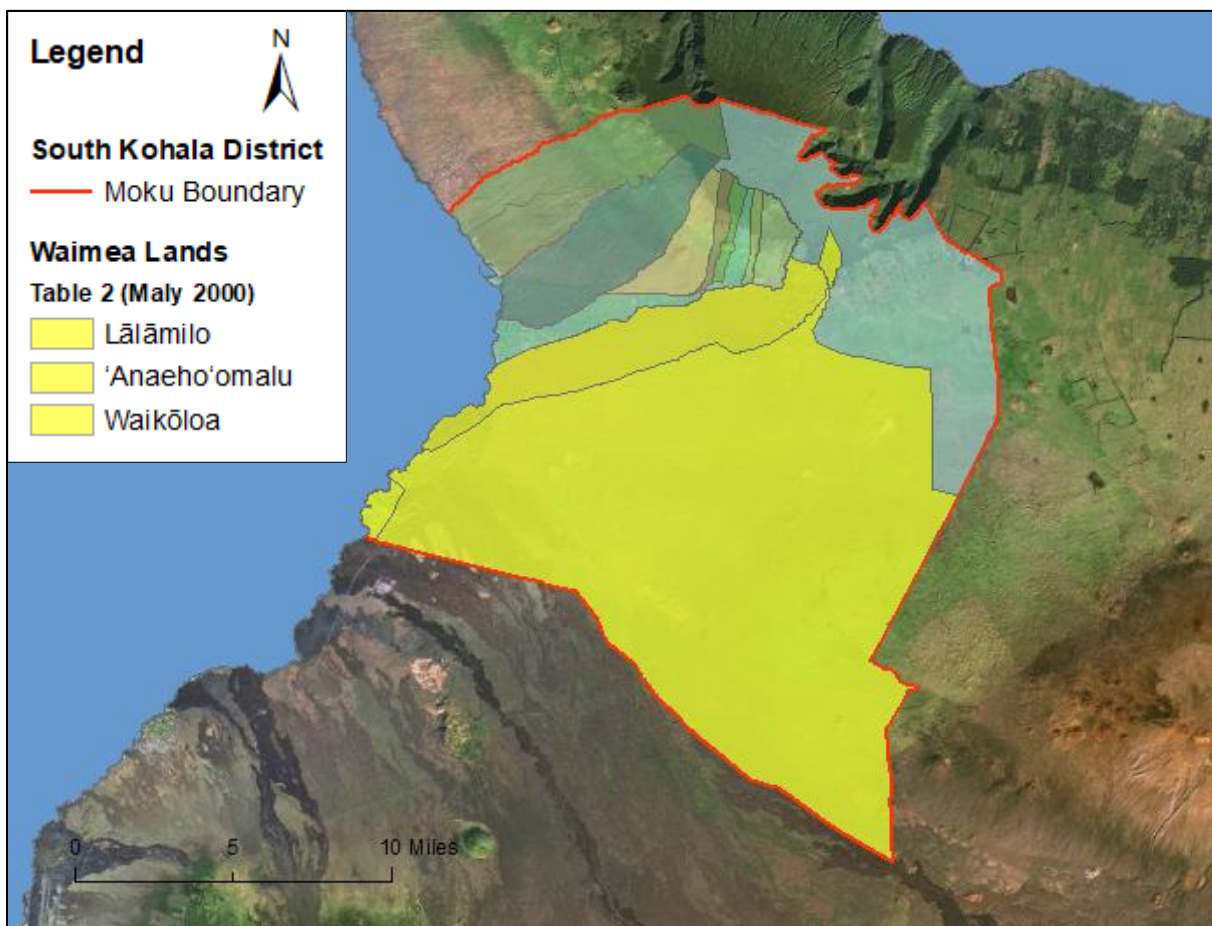 Legend
N
South Kohala District
Moku Boundary
Waimea Lands
Table 2 (Maly 2000)
Lālāmilo
ʻAnaehoʻomalu
Waikōloa
0 5 10 Miles